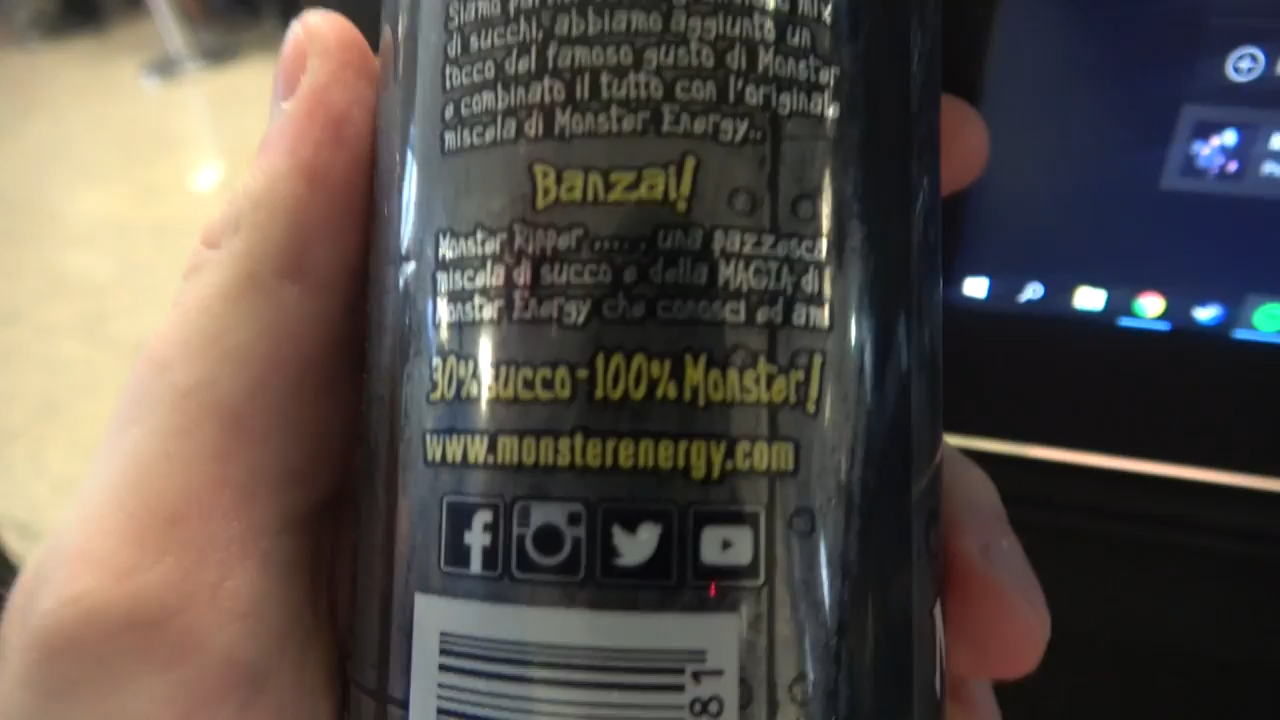 Siamo
di succhi, abbiamo aggiunto un
tocco del famoso gusto di Monster
e combinato il tutto con l'originale
miscela di Monster Energy..
Banzai!
Monster Ripper ..... una pazzesca
miscela di succo e della MAGIA di
Monster Energy che conosci ed ami
30% succo - 100% Monster!
www.monsterenergy.com
81